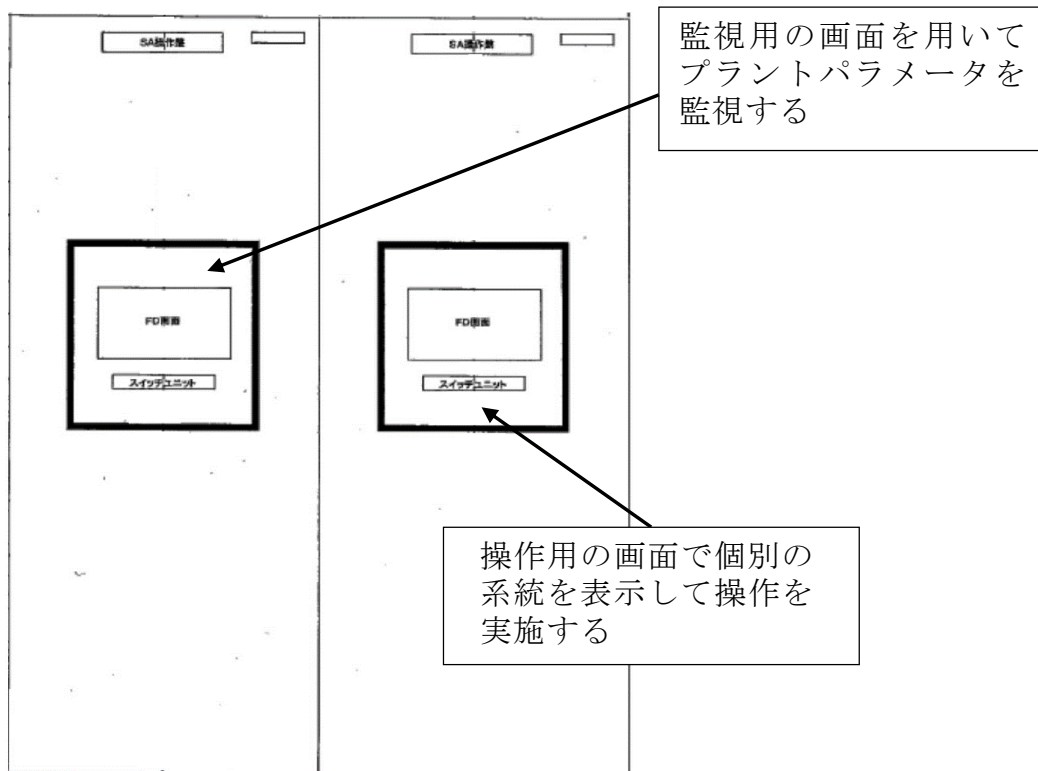 SA操作盤
SA操作盤
監視用の画面を用いて
プラントパラメータを
監視する
FD画面
スイッチユニット
FD画面
スイッチユニット
操作用の画面で個別の
系統を表示して操作を
実施する